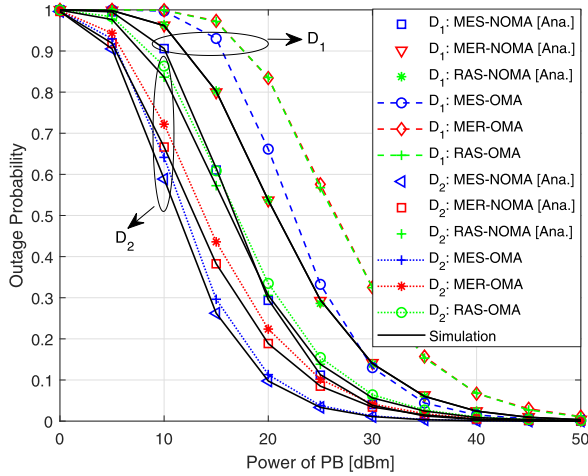 1
0.9
0.8
0.7
0.6
0.5
0.4
0.3
0.2
0.1
0
Outage Probability
0 10 20 30 40 50
Power of PB [dBm]
D1
D2
D1: MES-NOMA [Ana.]
D1: MER-NOMA [Ana.]
D1: RAS-NOMA [Ana.]
D1: MES-OMA
D1: MER-OMA
D1: RAS-OMA
D2: MES-NOMA [Ana.]
D2: MER-NOMA [Ana.]
D2: RAS-NOMA [Ana.]
D2: MES-OMA
D2: MER-OMA
D2: RAS-OMA
Simulation